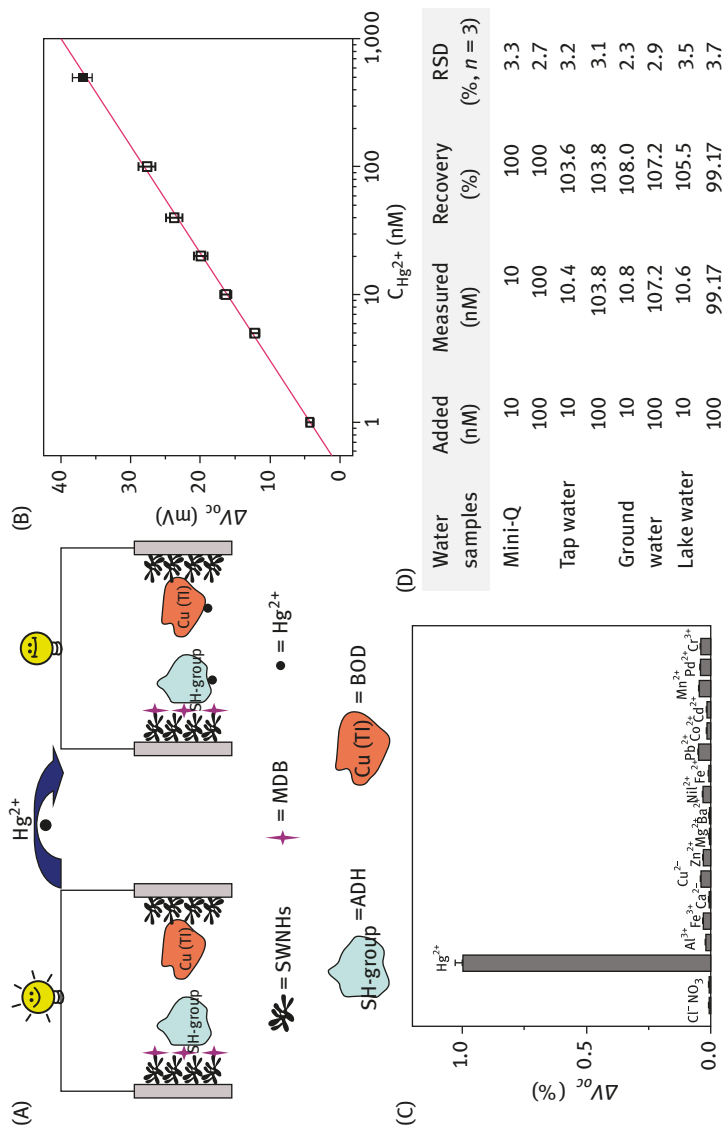 (A)
Hg2+
SH-group
Cu (TI)
SH-group
Cu (TI)
= SWNHs
= MDB
= Hg2+
SH-group
=ADH
Cu (TI)
= BOD
(B)
ΔVoc (mV)
40
30
20
10
0
1
10
100
1,000
CHg2+ (nM)
(C)
ΔVoc (%)
1.0
0.5
0.0
Cl− NO3
Hg2+
Al3+
Fe3+
Ca2−
Cu2−
Zn2+
Mg2+
Ba2+
Nil2+
Fe2+
Pb2+
Co2+
Cd2+
Mn2+
Pd2+
Cr3+
(D)
Water samples Added (nM) Measured (nM) Recovery (%) RSD (%, n = 3)
Mini-Q 10 10 100 3.3
100 100 100 2.7
Tap water 10 10.4 103.6 3.2
100 103.8 103.8 3.1
Ground 10 10.8 108.0 2.3
water 100 107.2 107.2 2.9
Lake water 10 10.6 105.5 3.5
100 99.17 99.17 3.7